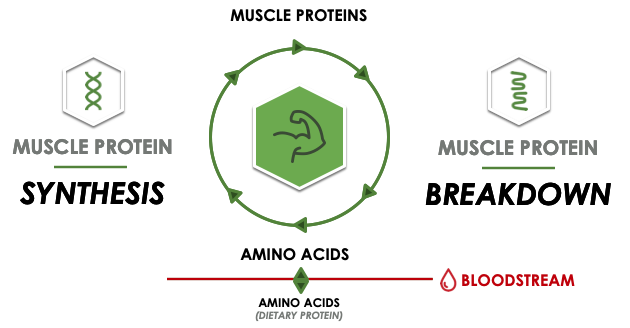 MUSCLE PROTEINS
MUSCLE PROTEIN
SYNTHESIS
MUSCLE PROTEIN
BREAKDOWN
AMINO ACIDS
BLOODSTREAM
AMINO ACIDS
(DIETARY PROTEIN)